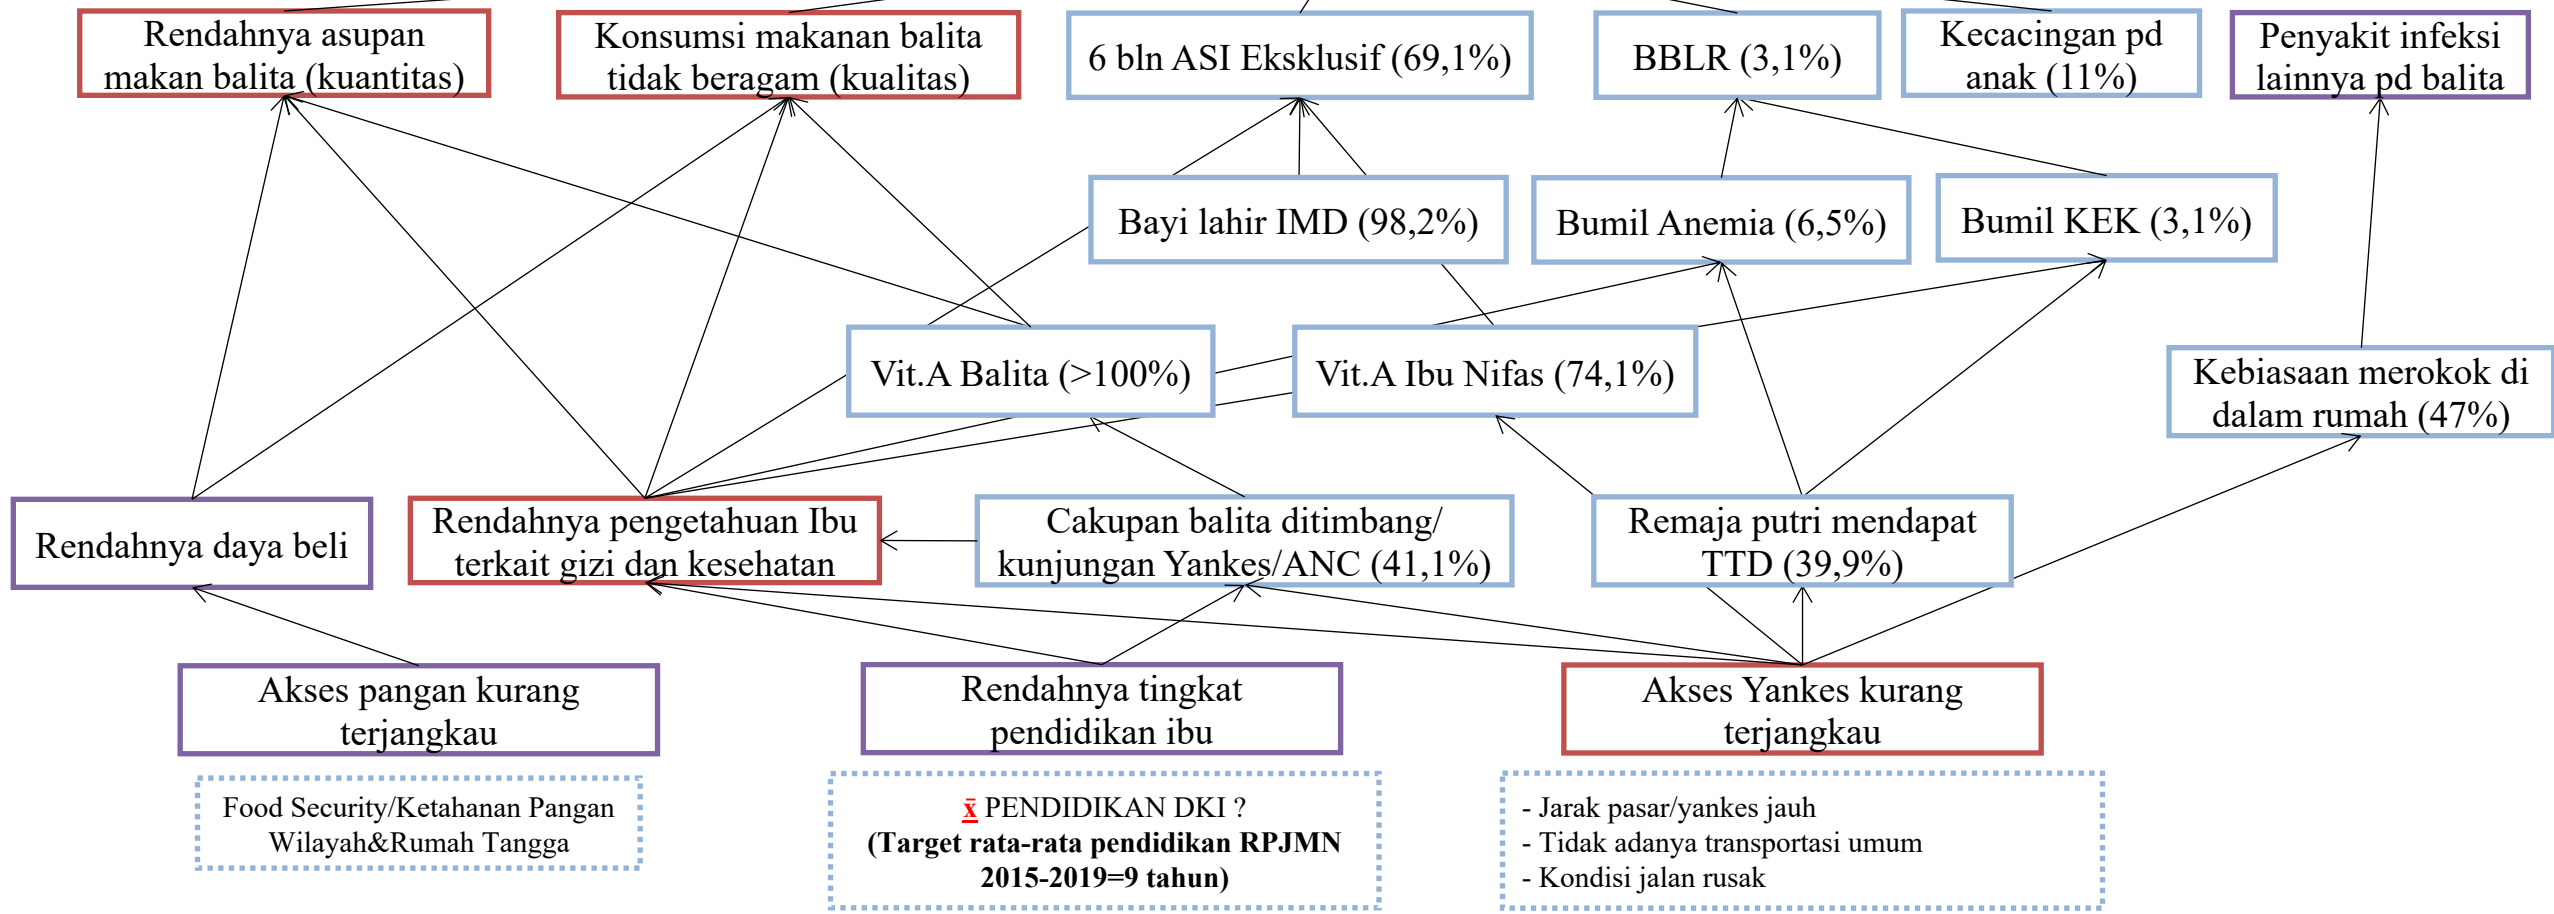 Rendahnya asupan
makan balita (kuantitas)
Konsumsi makanan balita
tidak beragam (kualitas)
6 bln ASI Eksklusif (69,1%)
BBLR (3,1%)
Kecacingan pd
anak (11%)
Penyakit infeksi
lainnya pd balita
Bayi lahir IMD (98,2%)
Bumil Anemia (6,5%)
Bumil KEK (3,1%)
Vit.A Balita (>100%)
Vit.A Ibu Nifas (74,1%)
Kebiasaan merokok di
dalam rumah (47%)
Rendahnya daya beli
Rendahnya pengetahuan Ibu
terkait gizi dan kesehatan
Cakupan balita ditimbang/
kunjungan Yankes/ANC (41,1%)
Remaja putri mendapat
TTD (39,9%)
Akses pangan kurang
terjangkau
Rendahnya tingkat
pendidikan ibu
Akses Yankes kurang
terjangkau
Food Security/Ketahanan Pangan
Wilayah&Rumah Tangga
x̄ PENDIDIKAN DKI ?
(Target rata-rata pendidikan RPJMN
2015-2019=9 tahun)
- Jarak pasar/yankes jauh
- Tidak adanya transportasi umum
- Kondisi jalan rusak